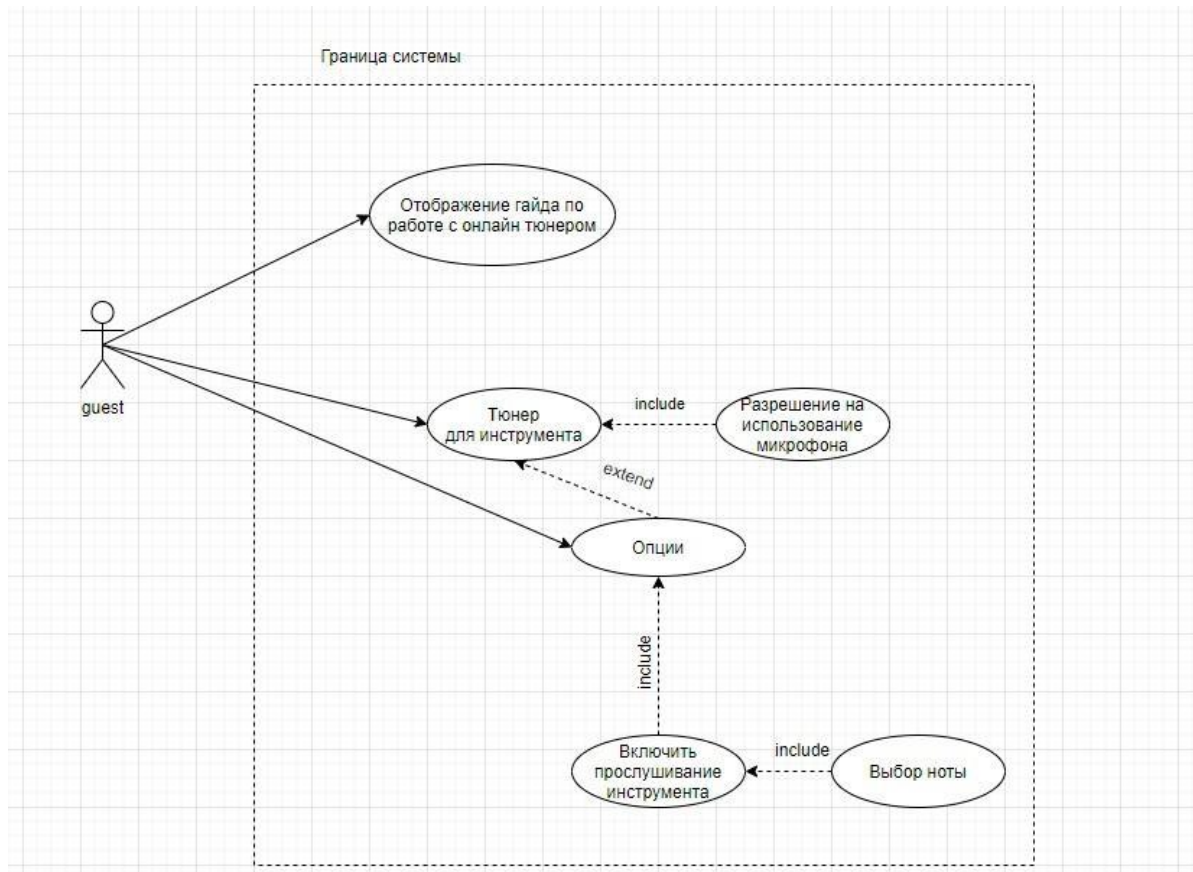 Граница системы
Отображение гайда по
работе с онлайн тюнером
guest
Тюнер
для инструмента
include
Разрешение на
использование
микрофона
extend
Опции
include
Включить
прослушивание
инструмента
include
Выбор ноты